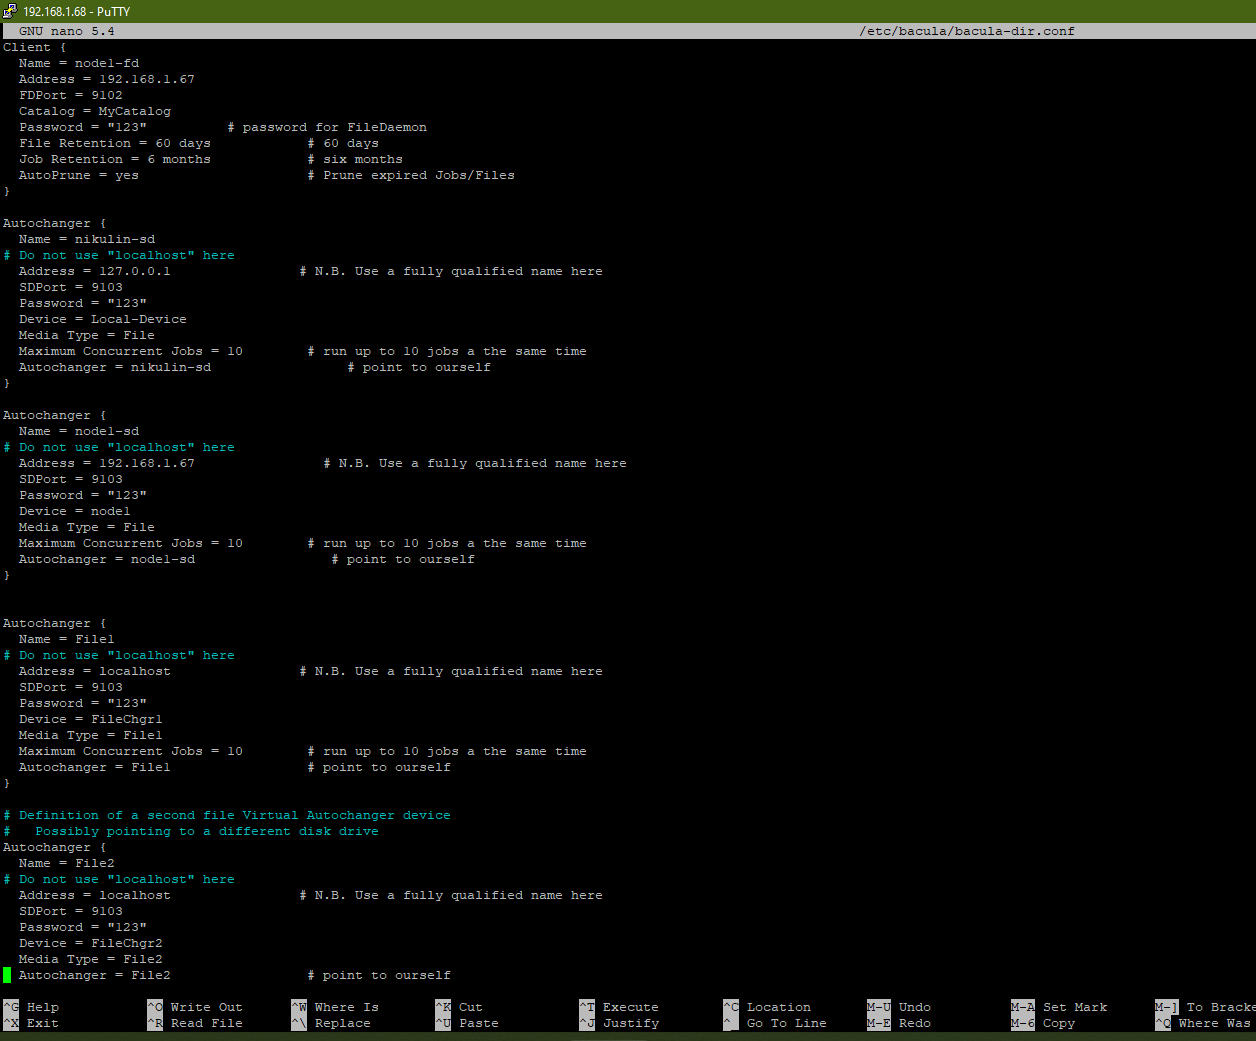 192.168.1.68 - PuTTY
GNU nano 5.4 /etc/bacula/bacula-dir.conf
Client {
  Name = node1-fd
  Address = 192.168.1.67
  FDPort = 9102
  Catalog = MyCatalog
  Password = "123"          # password for FileDaemon
  File Retention = 60 days            # 60 days
  Job Retention = 6 months            # six months
  AutoPrune = yes                     # Prune expired Jobs/Files
}
Autochanger {
  Name = nikulin-sd
# Do not use "localhost" here
  Address = 127.0.0.1                # N.B. Use a fully qualified name here
  SDPort = 9103
  Password = "123"
  Device = Local-Device
  Media Type = File
  Maximum Concurrent Jobs = 10        # run up to 10 jobs a the same time
  Autochanger = nikulin-sd                 # point to ourself
}
Autochanger {
  Name = node1-sd
# Do not use "localhost" here
  Address = 192.168.1.67                # N.B. Use a fully qualified name here
  SDPort = 9103
  Password = "123"
  Device = node1
  Media Type = File
  Maximum Concurrent Jobs = 10        # run up to 10 jobs a the same time
  Autochanger = node1-sd                 # point to ourself
}
Autochanger {
  Name = File1
# Do not use "localhost" here
  Address = localhost                # N.B. Use a fully qualified name here
  SDPort = 9103
  Password = "123"
  Device = FileChgr1
  Media Type = File1
  Maximum Concurrent Jobs = 10        # run up to 10 jobs a the same time
  Autochanger = File1                 # point to ourself
}
# Definition of a second file Virtual Autochanger device
#   Possibly pointing to a different disk drive
Autochanger {
  Name = File2
# Do not use "localhost" here
  Address = localhost                # N.B. Use a fully qualified name here
  SDPort = 9103
  Password = "123"
  Device = FileChgr2
  Media Type = File2
  Autochanger = File2                 # point to ourself
^G Help ^O Write Out ^W Where Is ^K Cut ^T Execute ^C Location M-U Undo M-A Set Mark M-] To Bracke
^X Exit ^R Read File ^\ Replace ^U Paste ^J Justify ^_ Go To Line M-E Redo M-6 Copy ^Q Where Was